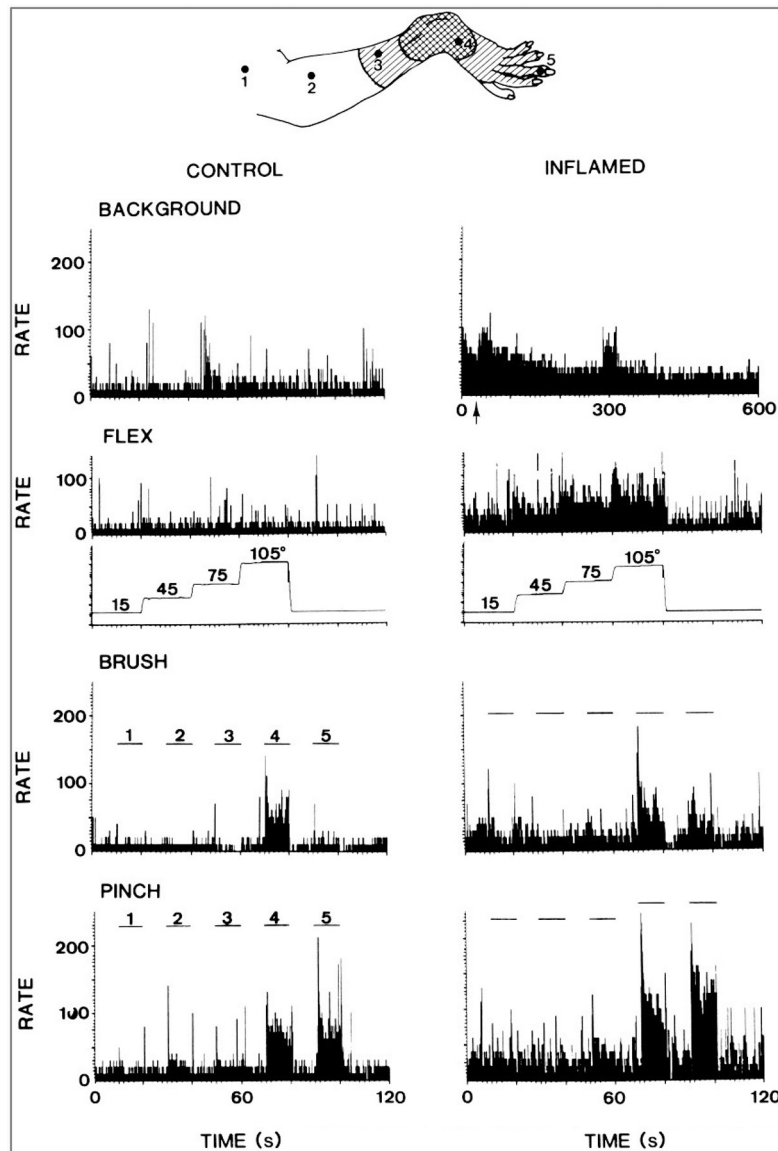 1 2 3 4 5
CONTROL INFLAMED
BACKGROUND
200
100
0
RATE
0 300 600
FLEX
100
0
RATE
15 45 75 105°
15 45 75 105°
BRUSH
200
100
0
RATE
1 2 3 4 5
PINCH
200
100
0
RATE
1 2 3 4 5
0 60 120
0 60 120
TIME (s) TIME (s)